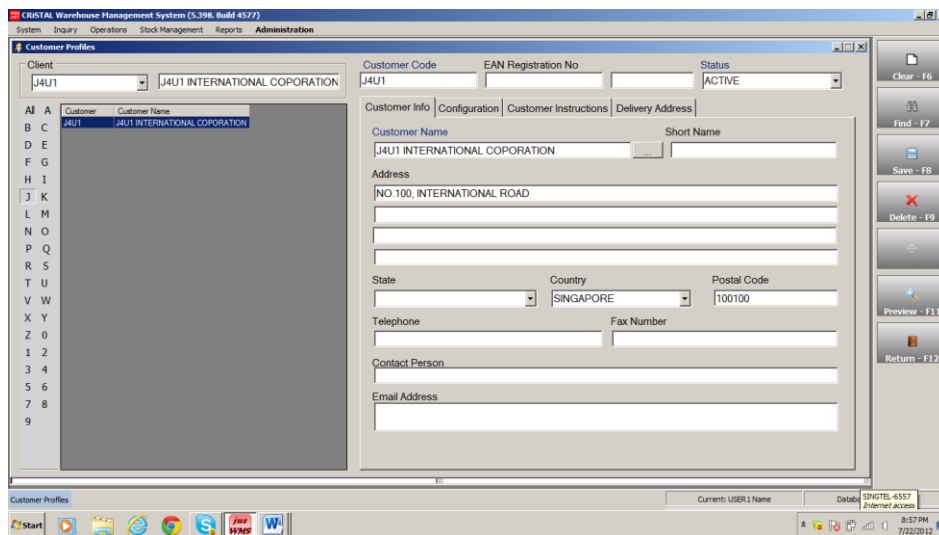 CRiSTAL Warehouse Management System (5.398. Build 4577)
System Inquiry Operations Stock Management Reports Administration
Customer Profiles
Client
J4U1 J4U1 INTERNATIONAL COPORATION
Customer Code EAN Registration No Status
J4U1 ACTIVE
All A
B C
D E
F G
H I
J K
L M
N O
P Q
R S
T U
V W
X Y
Z 0
1 2
3 4
5 6
7 8
9
Customer Customer Name
J4U1 J4U1 INTERNATIONAL COPORATION
Customer Info Configuration Customer Instructions Delivery Address
Customer Name Short Name
J4U1 INTERNATIONAL COPORATION ...
Address
NO.100, INTERNATIONAL ROAD
State Country Postal Code
SINGAPORE 100100
Telephone Fax Number
Contact Person
Email Address
Clear - F6
Find - F7
Save - F8
Delete - F9
Preview - F11
Return - F12
Customer Profiles Current: USER1 Name Datab
SINGTEL-6557
Internet access
Start juz WMS W
8:57 PM
7/22/2012